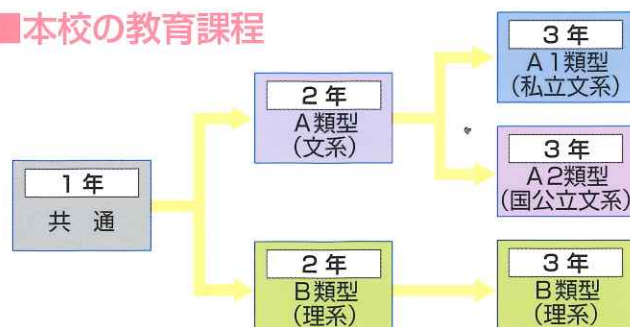 ■本校の教育課程
1年
共 通
2年
A類型
(文系)
2年
B類型
(理系)
3年
A1類型
(私立文系)
3年
A2類型
(国公立文系)
3年
B類型
(理系)